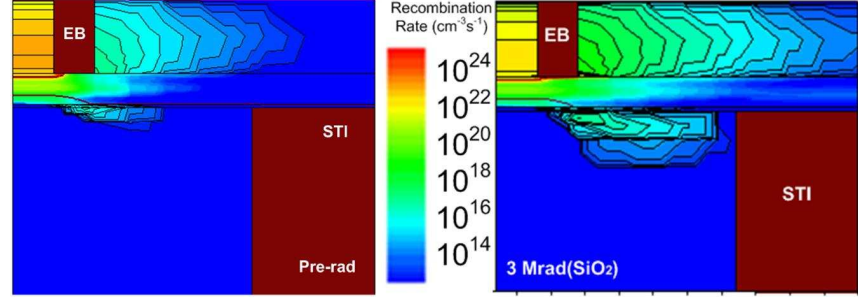 EB
STI
Pre-rad
Recombination
Rate (cm⁻³s⁻¹)
10²⁴
10²²
10²⁰
10¹⁸
10¹⁶
10¹⁴
EB
STI
3 Mrad(SiO₂)